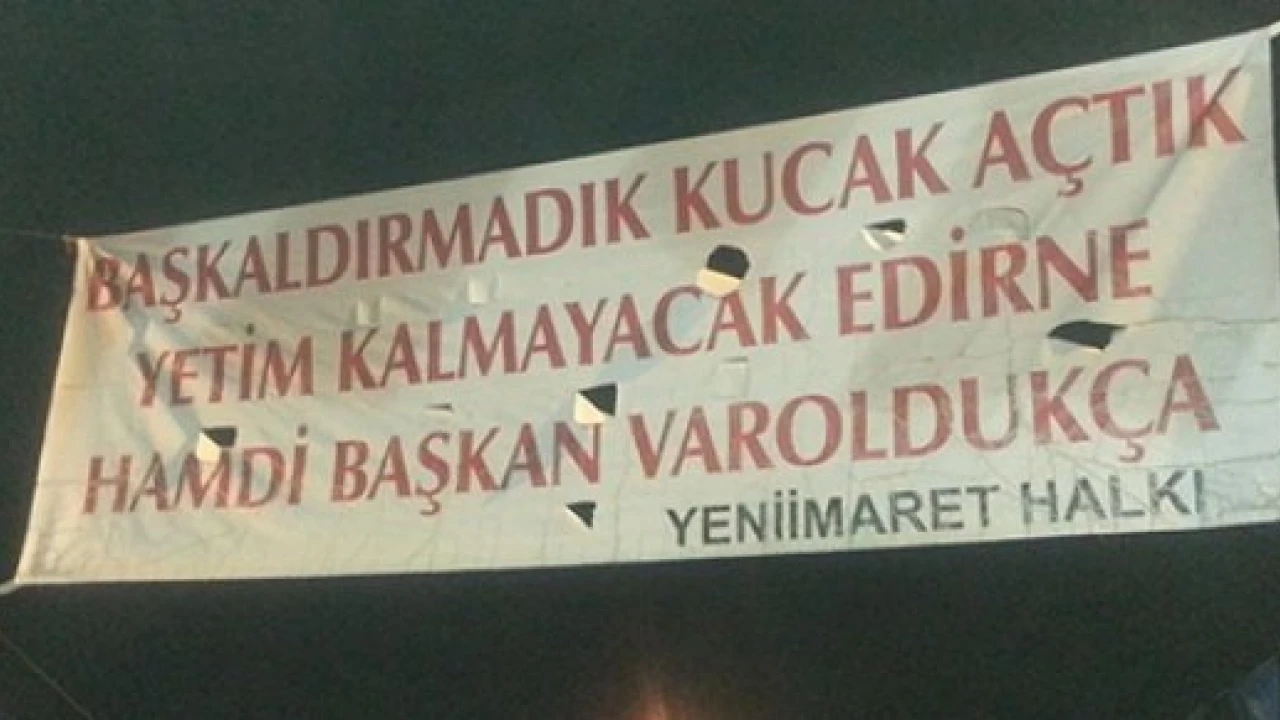 BAŞKALDIRMADIK KUCAK AÇTIK
YETİM KALMAYACAK EDİRNE
HAMDİ BAŞKAN VAROLDUKÇA
YENİİMARET HALKI